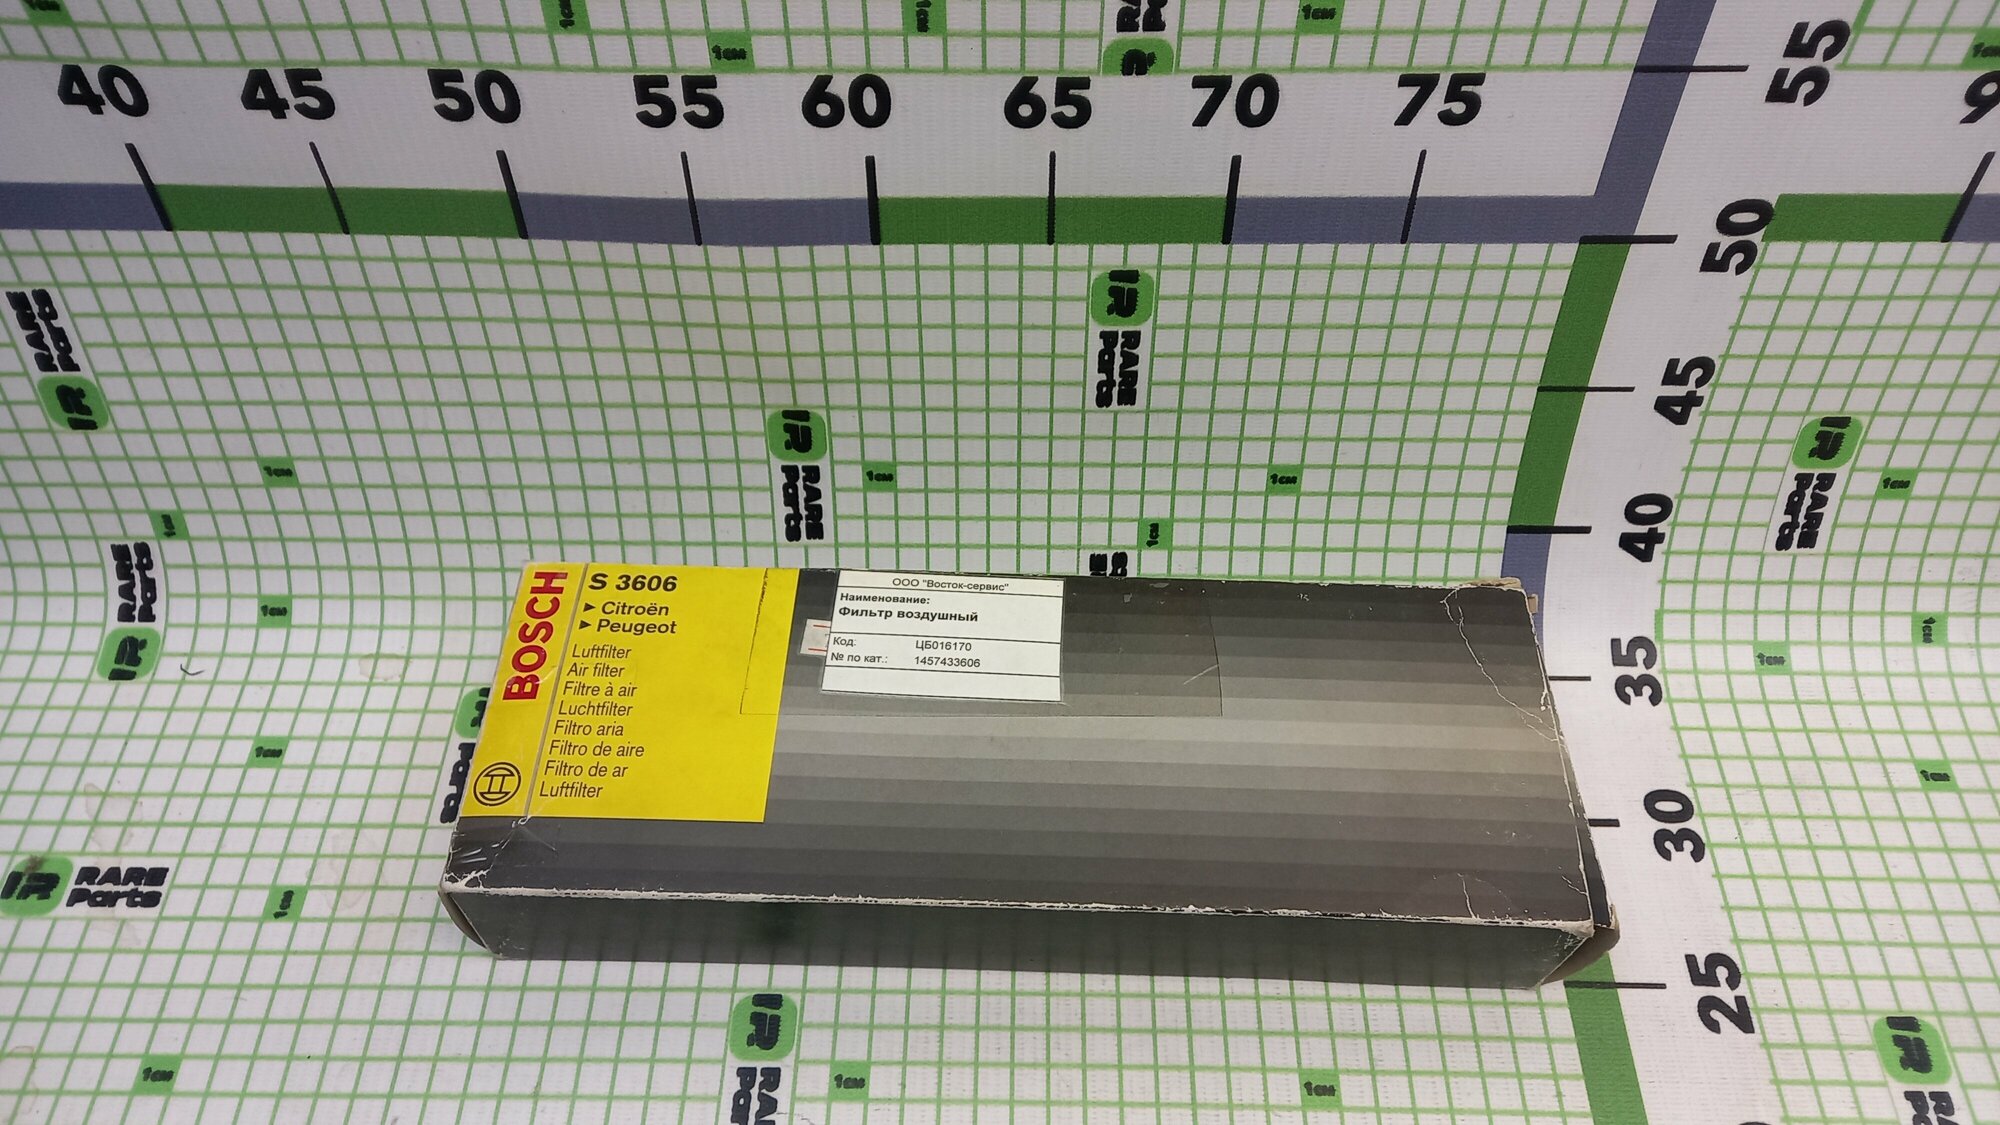 40 45 50 55 60 65 70 75
55
50
45
40
35
30
25
9
1см
IR RARE Parts
BOSCH
S 3606
Citroën
Peugeot
Luftfilter
Air filter
Filtre à air
Luchtfilter
Filtro aria
Filtro de aire
Filtro de ar
Luftfilter
ООО "Восток-сервис"
Наименование:
Фильтр воздушный
Код: ЦБ016170
№ по кат.: 1457433606